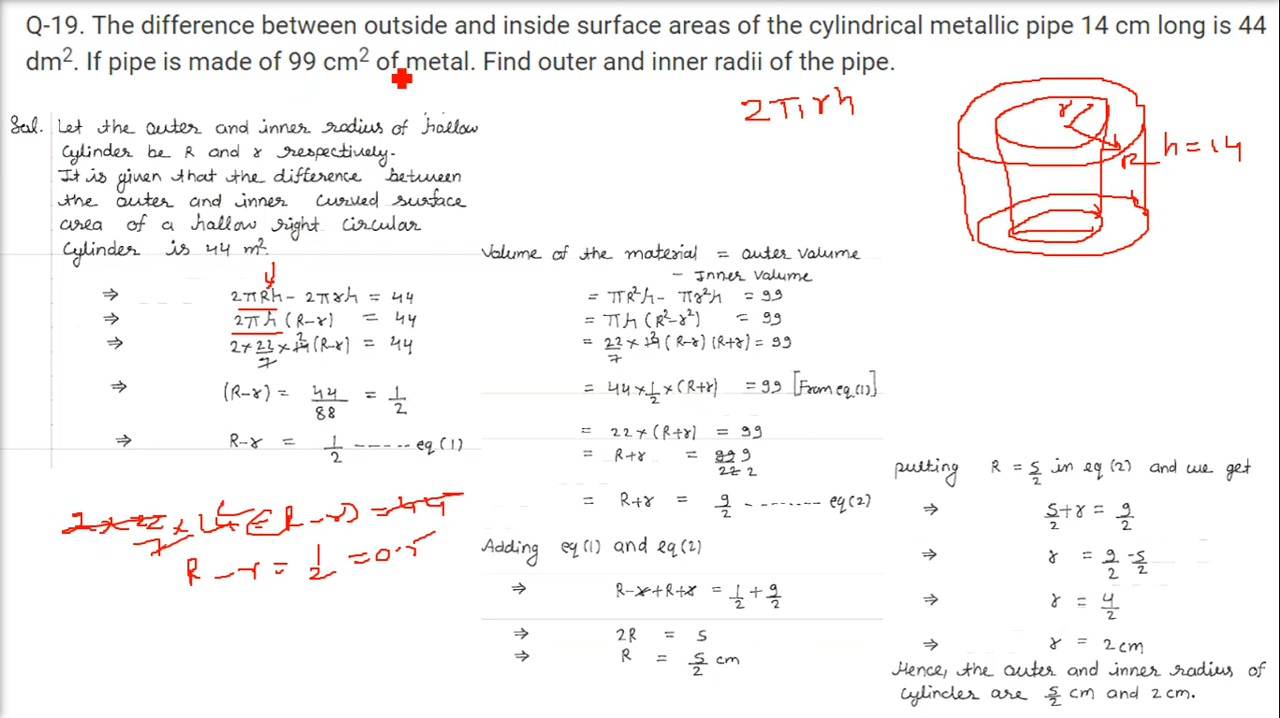 Q-19. The difference between outside and inside surface areas of the cylindrical metallic pipe 14 cm long is 44
dm². If pipe is made of 99 cm² of metal. Find outer and inner radii of the pipe.
2πrh
r
R
h = 14
Sol. Let the outer and inner radius of hallow
cylinder be R and r respectively.
It is given that the difference between
the outer and inner curved surface
area of a hallow right circular
cylinder is 44 m².
⇒ 2πRh - 2πrh = 44
⇒ 2πh (R-r) = 44
⇒ 2 × 22/7 × 14 2 (R-r) = 44
⇒ (R-r) = 44/88 = 1/2
⇒ R-r = 1/2 ------ eq (1)
2 × 22/7 × 14 (R-r) = 44
R - r = 1/2 = 0.5
Volume of the material = outer volume
- Inner volume
= πR²h - πr²h = 99
= πh (R²-r²) = 99
= 22/7 × 14 2 (R-r) (R+r) = 99
= 44 × 1/2 × (R+r) = 99 [From eq.(1)]
= 22 × (R+r) = 99
= R+r = 99 9/22 2
= R+r = 9/2 -------- eq (2)
Adding eq (1) and eq (2)
⇒ R-r+R+r = 1/2 + 9/2
⇒ 2R = 5
⇒ R = 5/2 cm
putting R = 5/2 in eq (2) and we get
⇒ 5/2 + r = 9/2
⇒ r = 9/2 - 5/2
⇒ r = 4/2
⇒ r = 2 cm
Hence, the outer and inner radius of
cylinder are 5/2 cm and 2 cm.